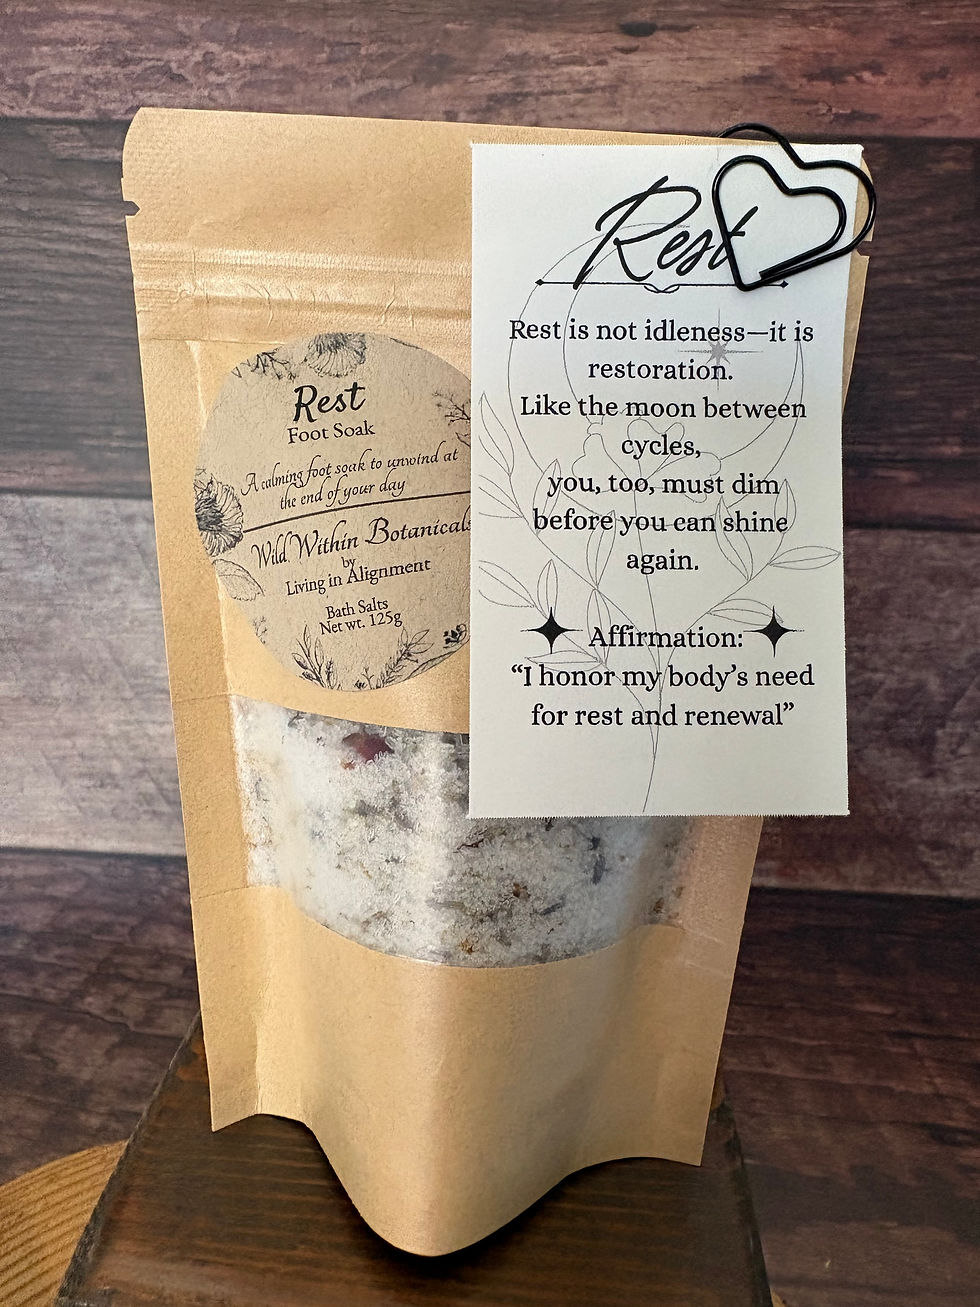 Rest
Foot Soak
A calming foot soak to unwind at
the end of your day
Wild Within Botanicals
by
Living in Alignment
Bath Salts
Net wt. 125g
Rest
Rest is not idleness—it is
restoration.
Like the moon between
cycles,
you, too, must dim
before you can shine
again.
Affirmation:
“I honor my body’s need
for rest and renewal”